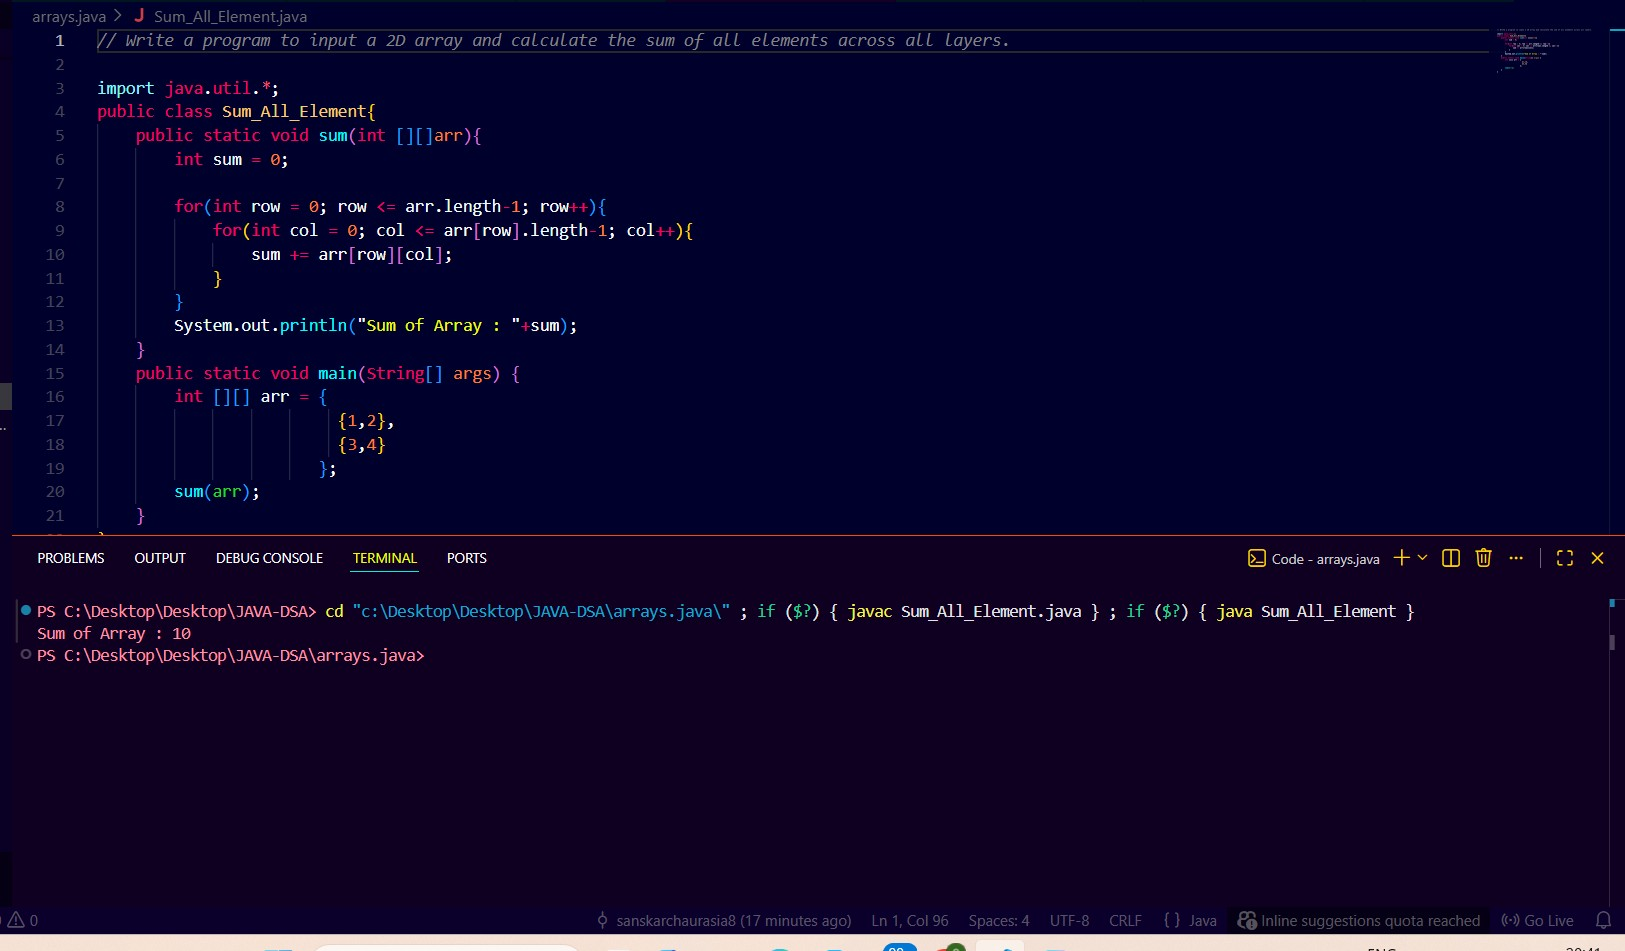 arrays.java > J Sum_All_Element.java
1 // Write a program to input a 2D array and calculate the sum of all elements across all layers.
2
3 import java.util.*;
4 public class Sum_All_Element{
5 public static void sum(int [][]arr){
6 int sum = 0;
7
8 for(int row = 0; row <= arr.length-1; row++){
9 for(int col = 0; col <= arr[row].length-1; col++){
10 sum += arr[row][col];
11 }
12 }
13 System.out.println("Sum of Array : "+sum);
14 }
15 public static void main(String[] args) {
16 int [][] arr = {
17 {1,2},
18 {3,4}
19 };
20 sum(arr);
21 }
PROBLEMS OUTPUT DEBUG CONSOLE TERMINAL PORTS Code - arrays.java
PS C:\Desktop\Desktop\JAVA-DSA> cd "c:\Desktop\Desktop\JAVA-DSA\arrays.java\" ; if ($?) { javac Sum_All_Element.java } ; if ($?) { java Sum_All_Element }
Sum of Array : 10
PS C:\Desktop\Desktop\JAVA-DSA\arrays.java>
0 sanskarchaurasia8 (17 minutes ago) Ln 1, Col 96 Spaces: 4 UTF-8 CRLF {} Java Inline suggestions quota reached Go Live